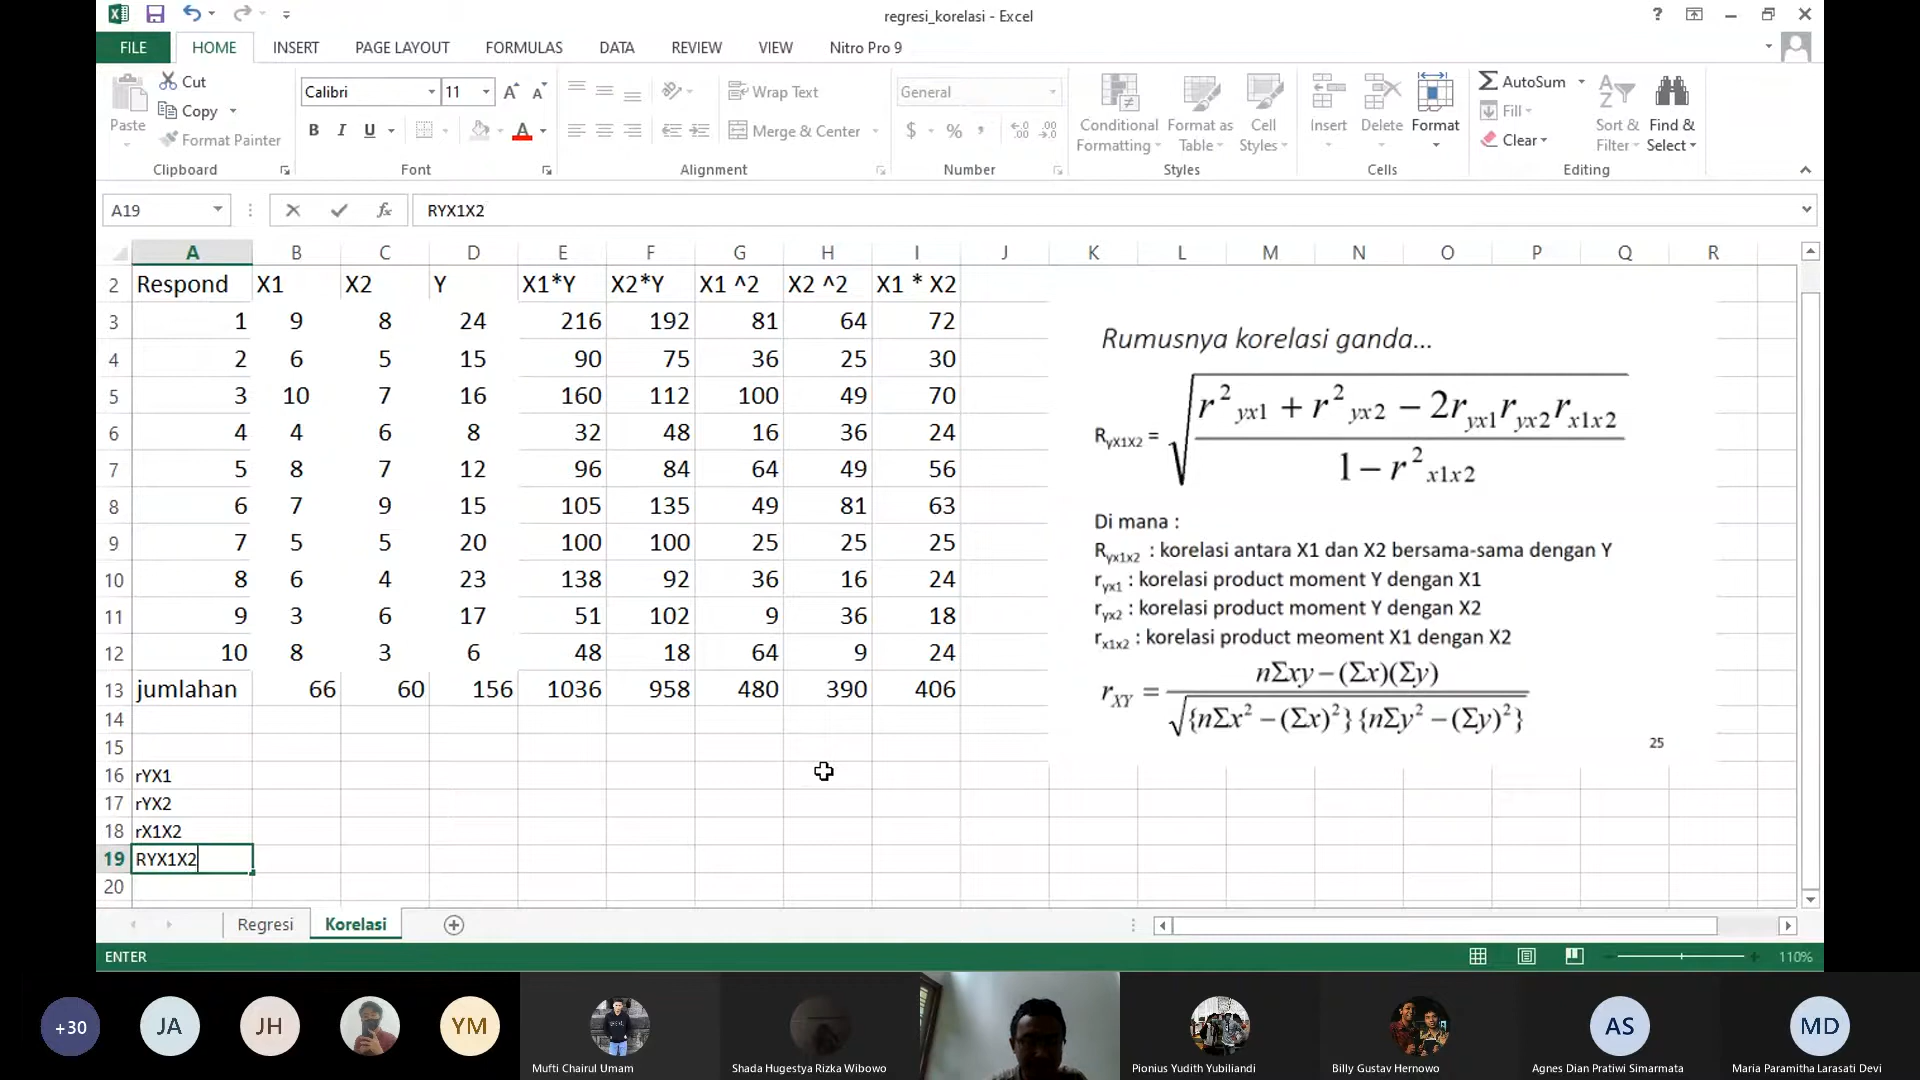 regresi_korelasi - Excel
FILE HOME INSERT PAGE LAYOUT FORMULAS DATA REVIEW VIEW Nitro Pro 9
Paste Cut Copy Format Painter
Clipboard
Calibri 11
B I U A
Font
Wrap Text
Merge & Center
Alignment
General
$ % ,
Number
Conditional Formatting Format as Table Cell Styles
Styles
Insert Delete Format
Cells
AutoSum Fill Clear
Sort & Filter Find & Select
Editing
A19 fx RYX1X2
A B C D E F G H I J K L M N O P Q R
2 Respond X1 X2 Y X1*Y X2*Y X1 ^2 X2 ^2 X1 * X2
3 1 9 8 24 216 192 81 64 72
4 2 6 5 15 90 75 36 25 30
5 3 10 7 16 160 112 100 49 70
6 4 4 6 8 32 48 16 36 24
7 5 8 7 12 96 84 64 49 56
8 6 7 9 15 105 135 49 81 63
9 7 5 5 20 100 100 25 25 25
10 8 6 4 23 138 92 36 16 24
11 9 3 6 17 51 102 9 36 18
12 10 8 3 6 48 18 64 9 24
13 jumlahan 66 60 156 1036 958 480 390 406
14
15
16 rYX1
17 rYX2
18 rX1X2
19 RYX1X2
20
Rumusnya korelasi ganda...
RyX1X2 = √ r²yx1 + r²yx2 − 2ryx1ryx2rx1x2
1 − r²x1x2
Di mana :
Ryx1x2 : korelasi antara X1 dan X2 bersama-sama dengan Y
ryx1 : korelasi product moment Y dengan X1
ryx2 : korelasi product moment Y dengan X2
rx1x2 : korelasi product meoment X1 dengan X2
rXY = nΣxy − (Σx)(Σy)
√{nΣx² − (Σx)²} {nΣy² − (Σy)²}
25
Regresi Korelasi
ENTER 110%
+30 JA JH YM AS MD
Mufti Chairul Umam
Shada Hugestya Rizka Wibowo
Pionius Yudith Yubiliandi
Billy Gustav Hernowo
Agnes Dian Pratiwi Simarmata
Maria Paramitha Larasati Devi